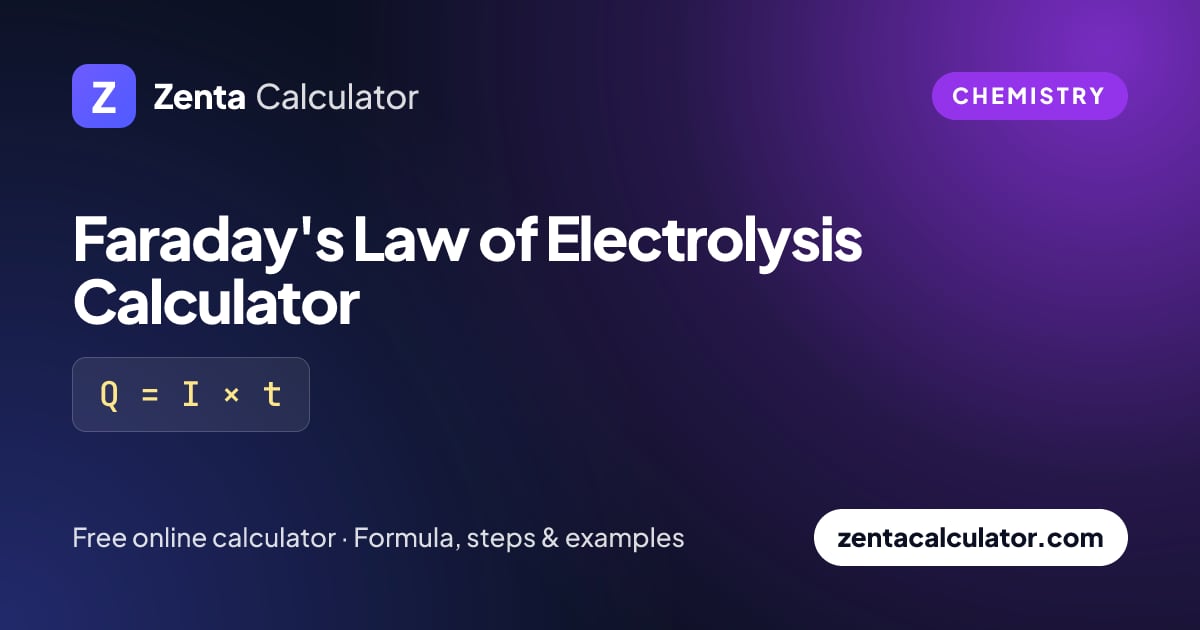 Z Zenta Calculator
CHEMISTRY
Faraday's Law of Electrolysis
Calculator
Q = I × t
Free online calculator · Formula, steps & examples
zentacalculator.com